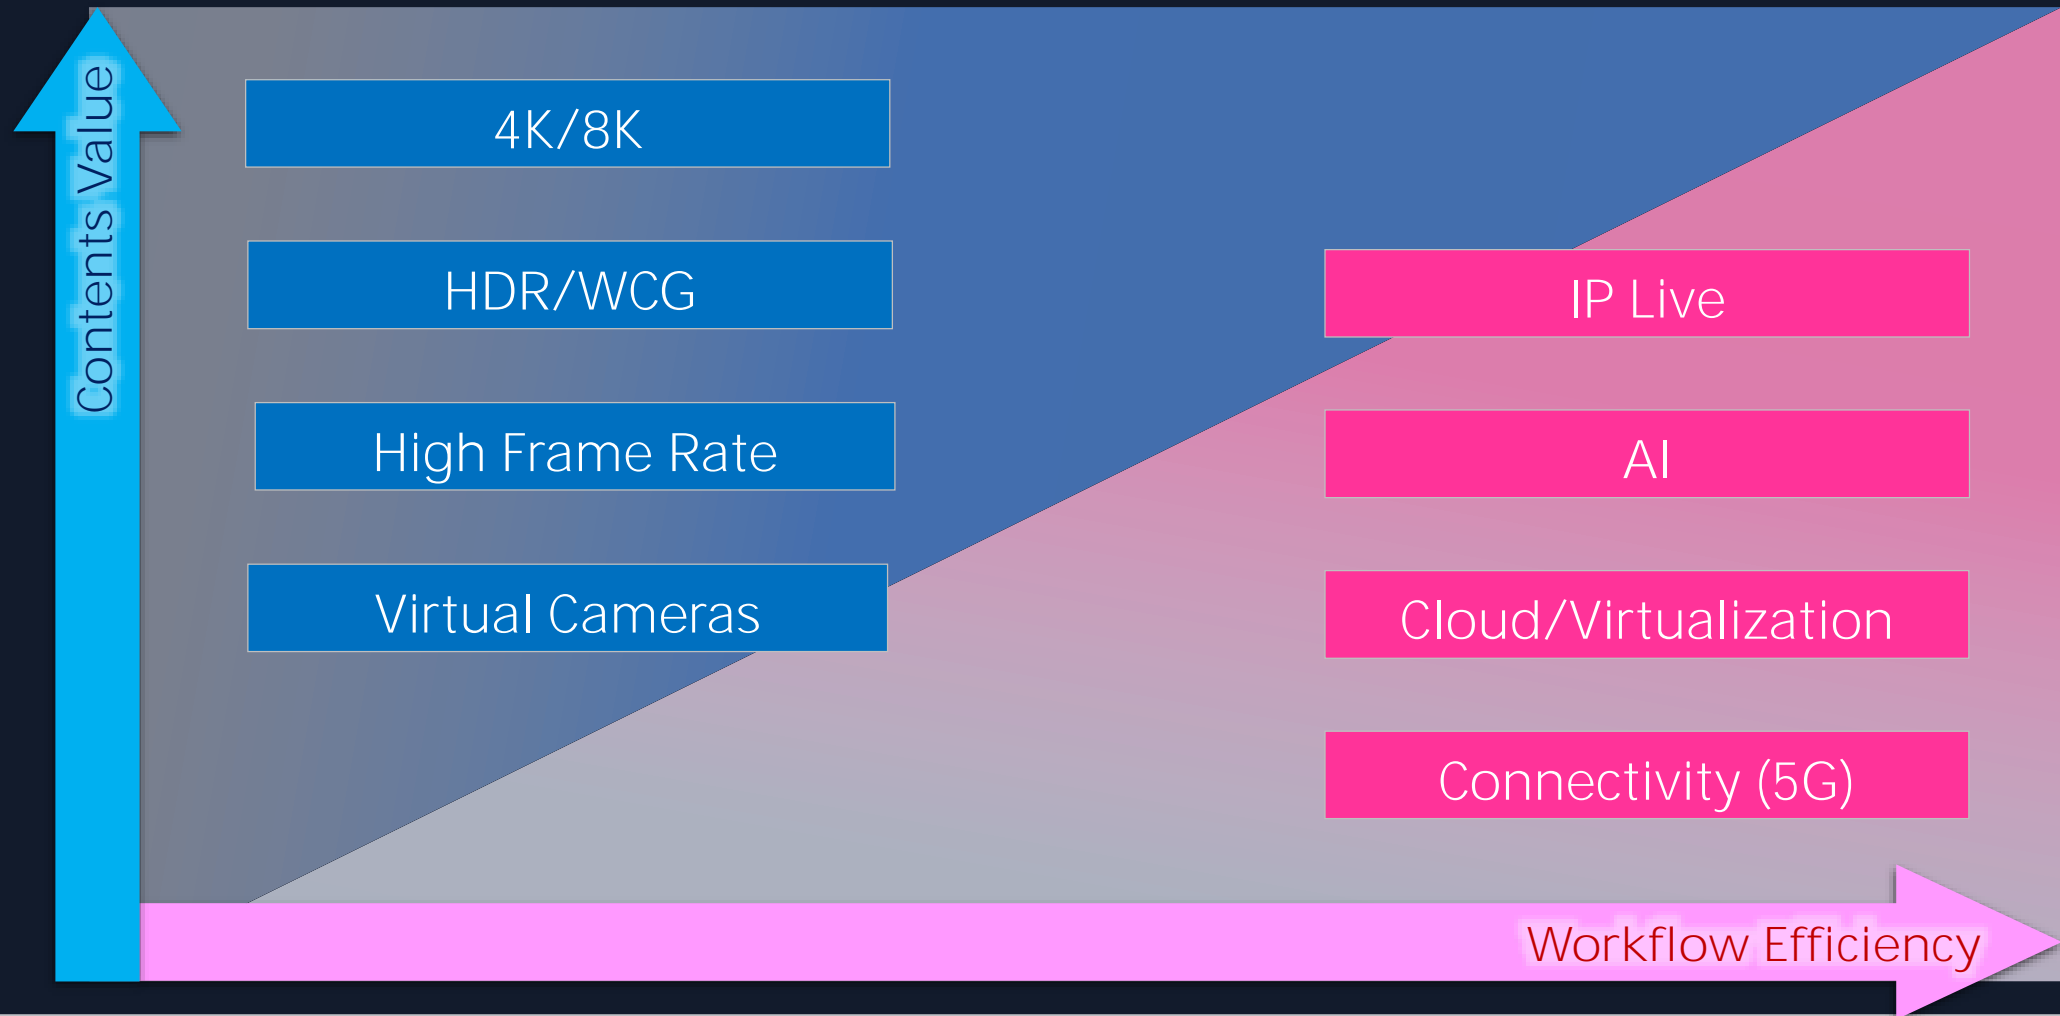 Contents Value
4K/8K
HDR/WCG
High Frame Rate
Virtual Cameras
IP Live
AI
Cloud/Virtualization
Connectivity (5G)
Workflow Efficiency